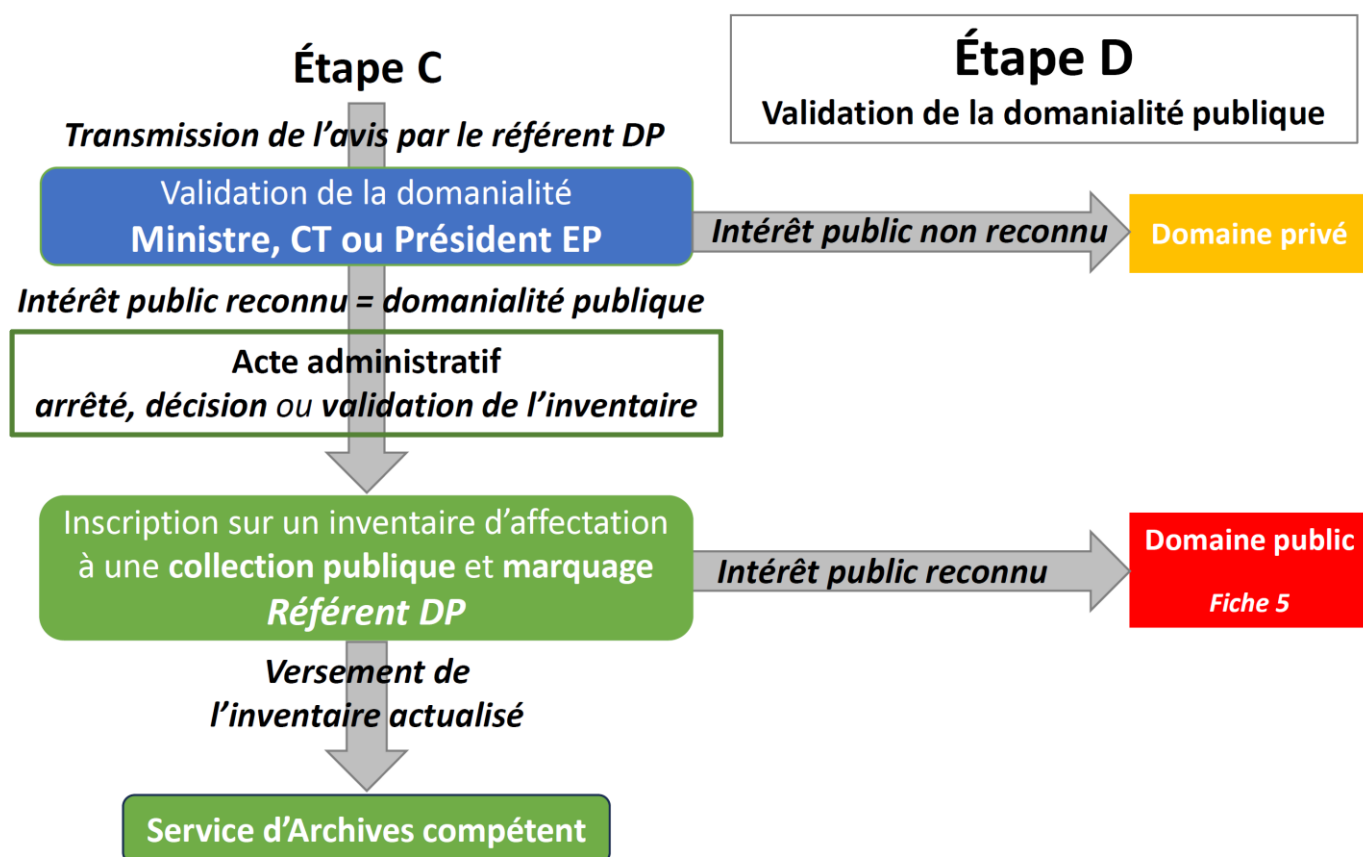 Étape C
Étape D
Validation de la domanialité publique
Transmission de l'avis par le référent DP
Validation de la domanialité
Ministre, CT ou Président EP
Intérêt public non reconnu
Domaine privé
Intérêt public reconnu = domanialité publique
Acte administratif
arrêté, décision ou validation de l'inventaire
Inscription sur un inventaire d'affectation
à une collection publique et marquage
Référent DP
Intérêt public reconnu
Domaine public
Fiche 5
Versement de
l'inventaire actualisé
Service d'Archives compétent